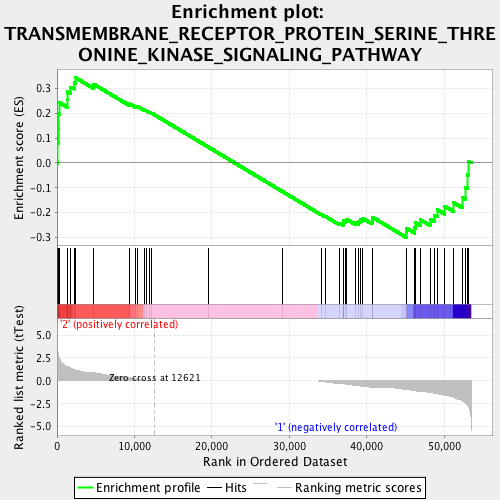 Enrichment plot:
TRANSMEMBRANE_RECEPTOR_PROTEIN_SERINE_THRE
ONINE_KINASE_SIGNALING_PATHWAY
Enrichment score (ES)
0.3
0.2
0.1
0.0
-0.1
-0.2
-0.3
'2' (positively correlated)
Ranked list metric (tTest)
5.0
2.5
0.0
-2.5
-5.0
Zero cross at 12621
'1' (negatively correlated)
0
10,000
20,000
30,000
40,000
50,000
Rank in Ordered Dataset
Enrichment profile
Hits
Ranking metric scores